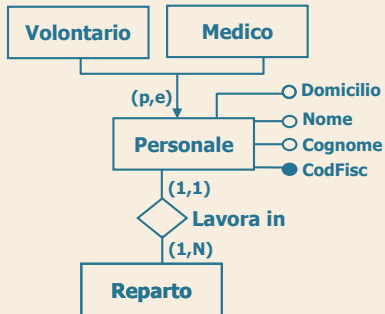 Volontario
Medico
(p,e)
Domicilio
Nome
Personale
Cognome
CodFisc
(1,1)
Lavora in
(1,N)
Reparto